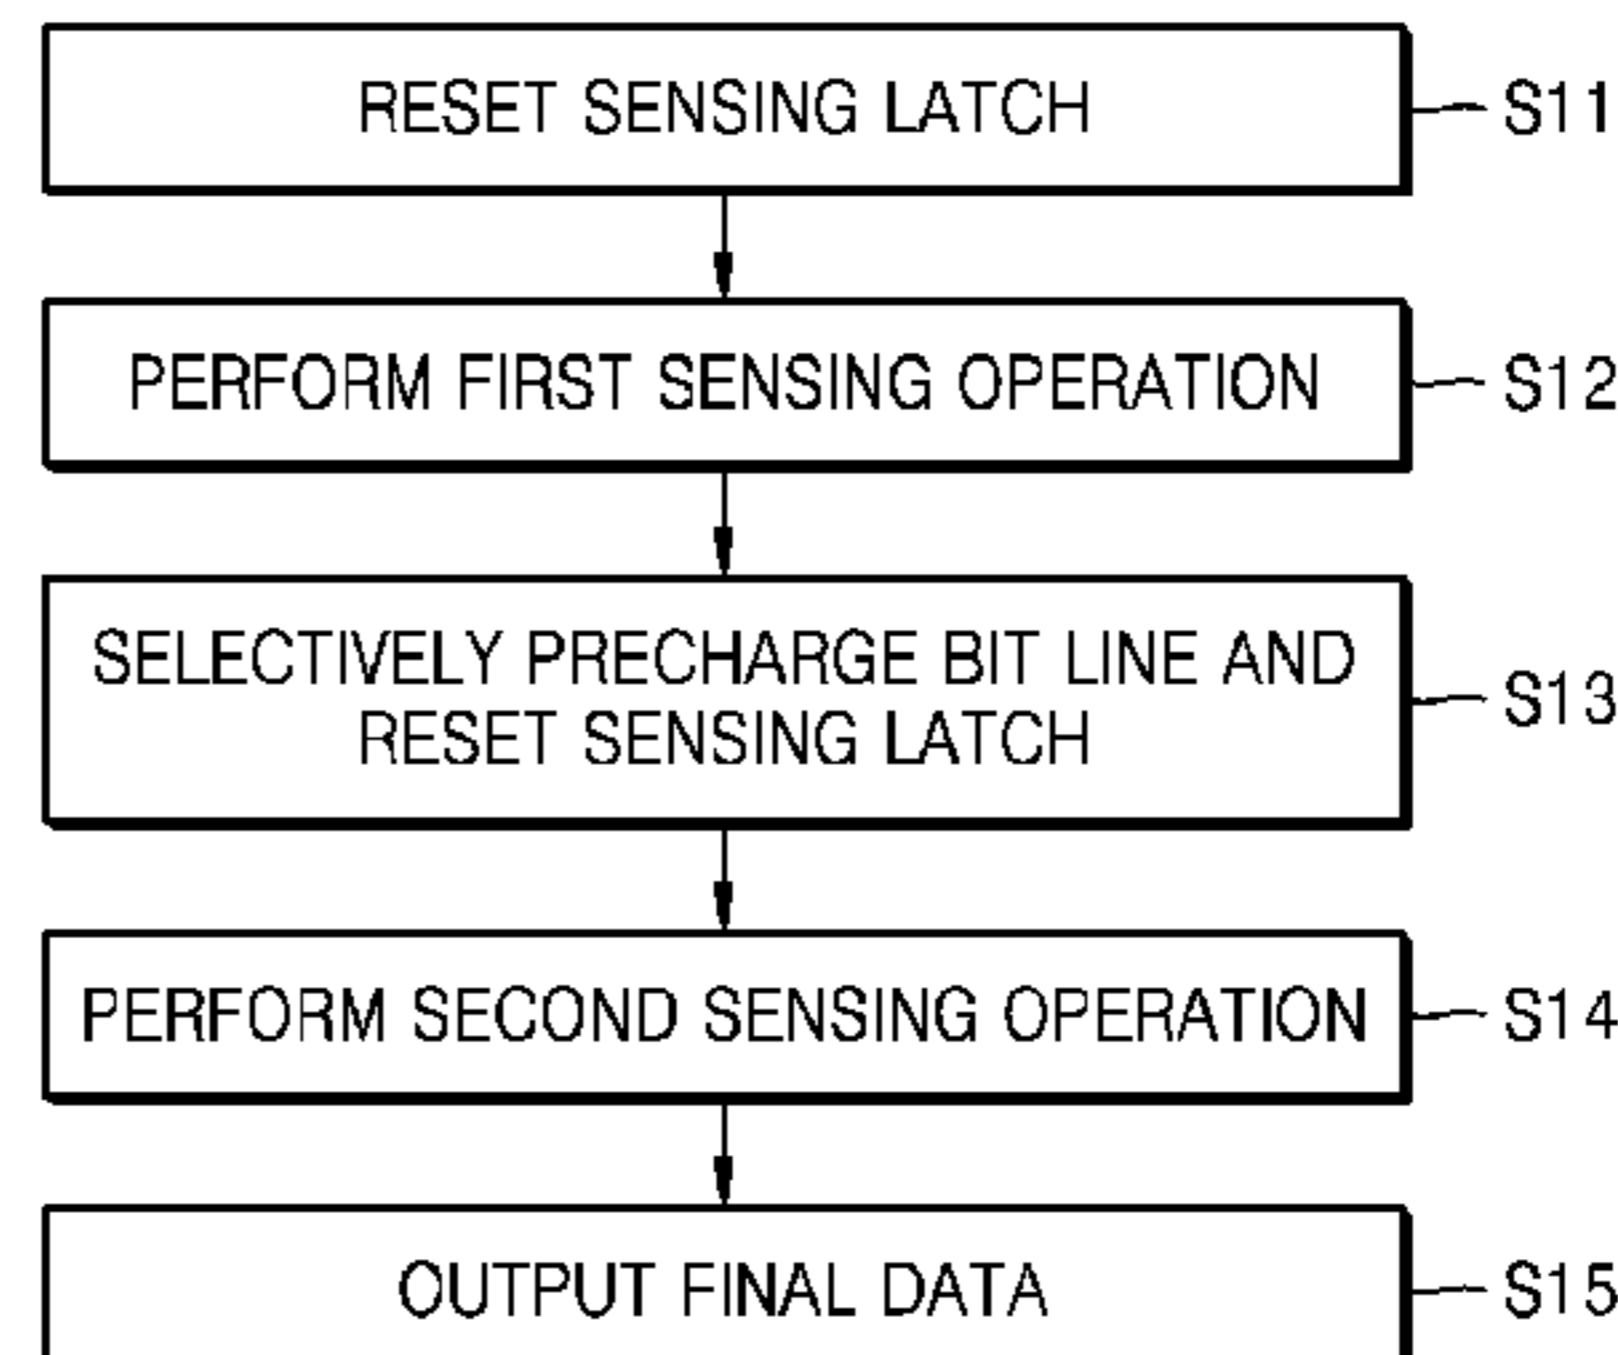 RESET SENSING LATCH S11
PERFORM FIRST SENSING OPERATION S12
SELECTIVELY PRECHARGE BIT LINE AND
RESET SENSING LATCH S13
PERFORM SECOND SENSING OPERATION S14
OUTPUT FINAL DATA S15